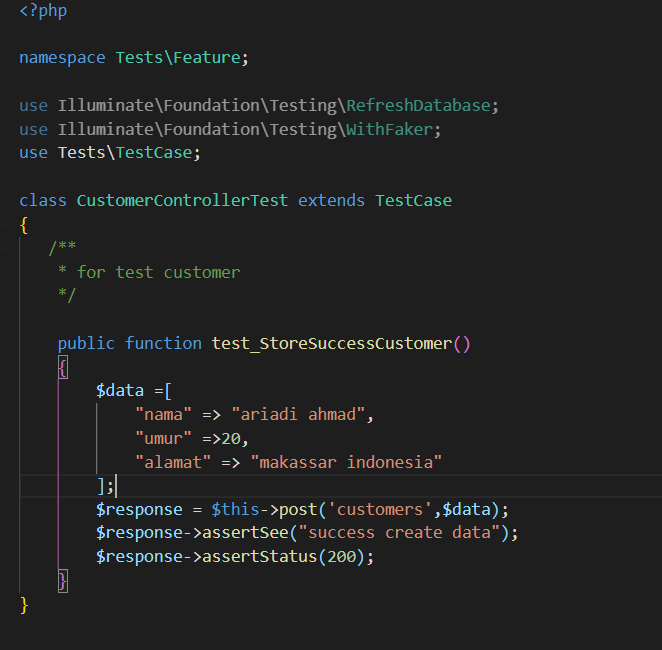 <?php
namespace Tests\Feature;
use Illuminate\Foundation\Testing\RefreshDatabase;
use Illuminate\Foundation\Testing\WithFaker;
use Tests\TestCase;
class CustomerControllerTest extends TestCase
{
/**
* for test customer
*/
public function test_StoreSuccessCustomer()
{
$data =[
"nama" => "ariadi ahmad",
"umur" =>20,
"alamat" => "makassar indonesia"
];
$response = $this->post('customers',$data);
$response->assertSee("success create data");
$response->assertStatus(200);
}
}